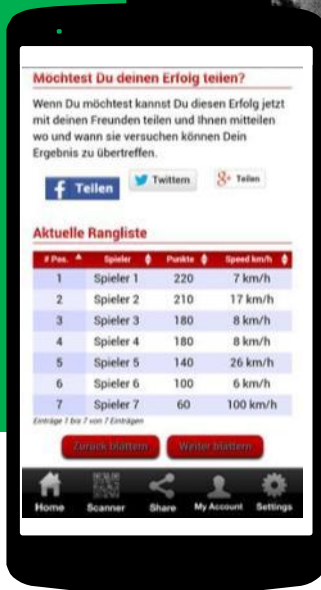 Möchtest Du deinen Erfolg teilen?
Wenn Du möchtest kannst Du diesen Erfolg jetzt
mit deinen Freunden teilen und Ihnen mitteilen
wo und wann sie versuchen können Dein
Ergebnis zu übertreffen.
f Teilen Twittern g+ Teilen
Aktuelle Rangliste
# Pos. Spieler Punkte Speed km/h
1 Spieler 1 220 7 km/h
2 Spieler 2 210 17 km/h
3 Spieler 3 180 8 km/h
4 Spieler 4 180 8 km/h
5 Spieler 5 140 26 km/h
6 Spieler 6 100 6 km/h
7 Spieler 7 60 100 km/h
Einträge 1 bis 7 von 7 Einträgen
Zurück blättern Weiter blättern
Home Scanner Share My Account Settings